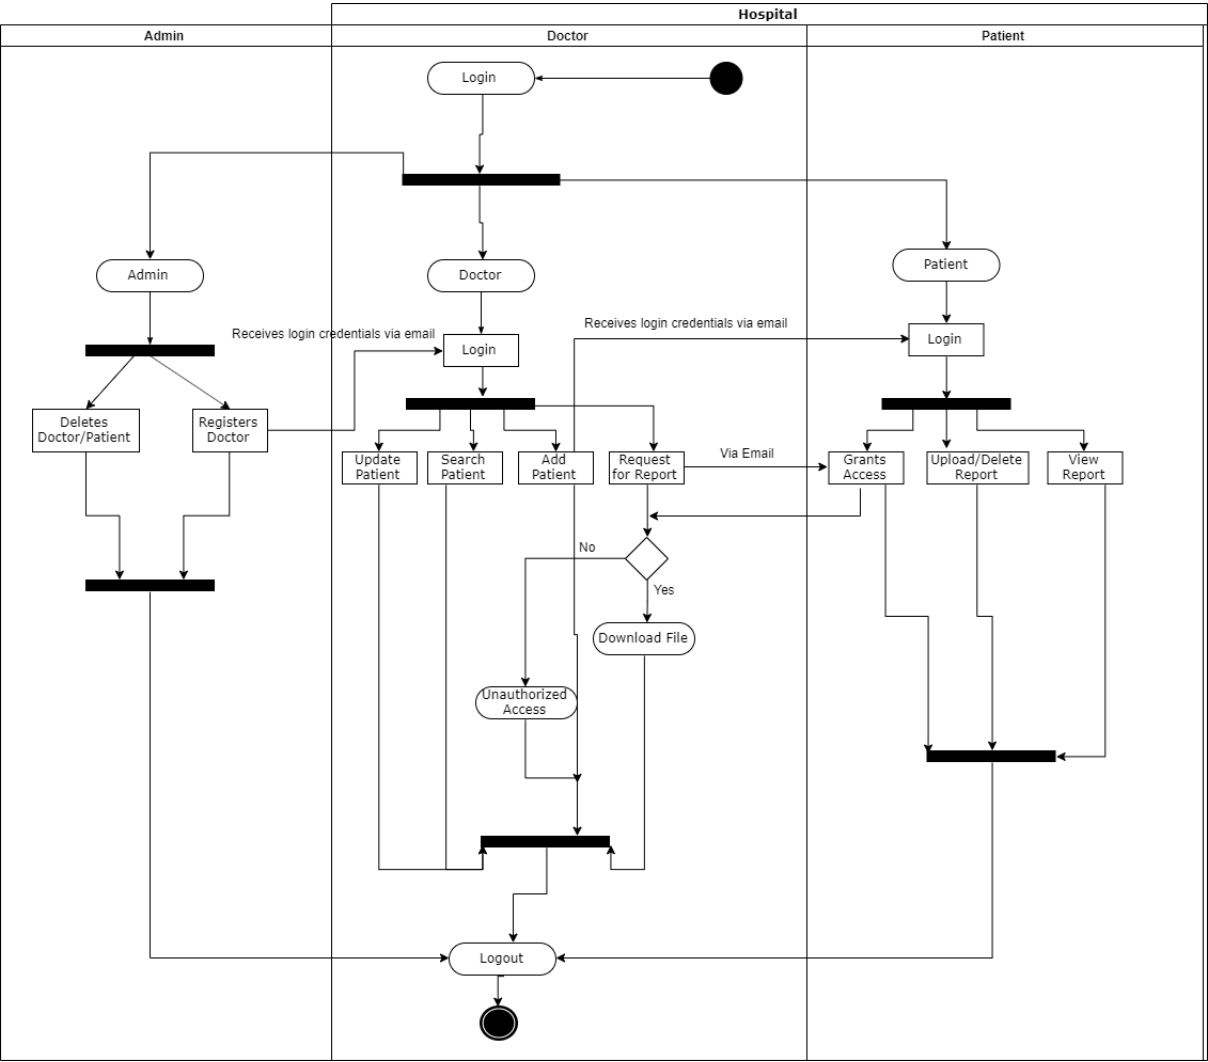 Hospital
Admin
Doctor
Patient
Login
Admin
Doctor
Patient
Receives login credentials via email
Login
Receives login credentials via email
Login
Deletes
Doctor/Patient
Registers
Doctor
Update
Patient
Search
Patient
Add
Patient
Request
for Report
Via Email
Grants
Access
Upload/Delete
Report
View
Report
No
Yes
Download File
Unauthorized
Access
Logout